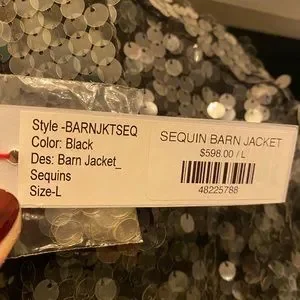 Style -BARNJKTSEQ
Color: Black
Des: Barn Jacket_
Sequins
Size-L
SEQUIN BARN JACKET
$598.00 / L
48225788